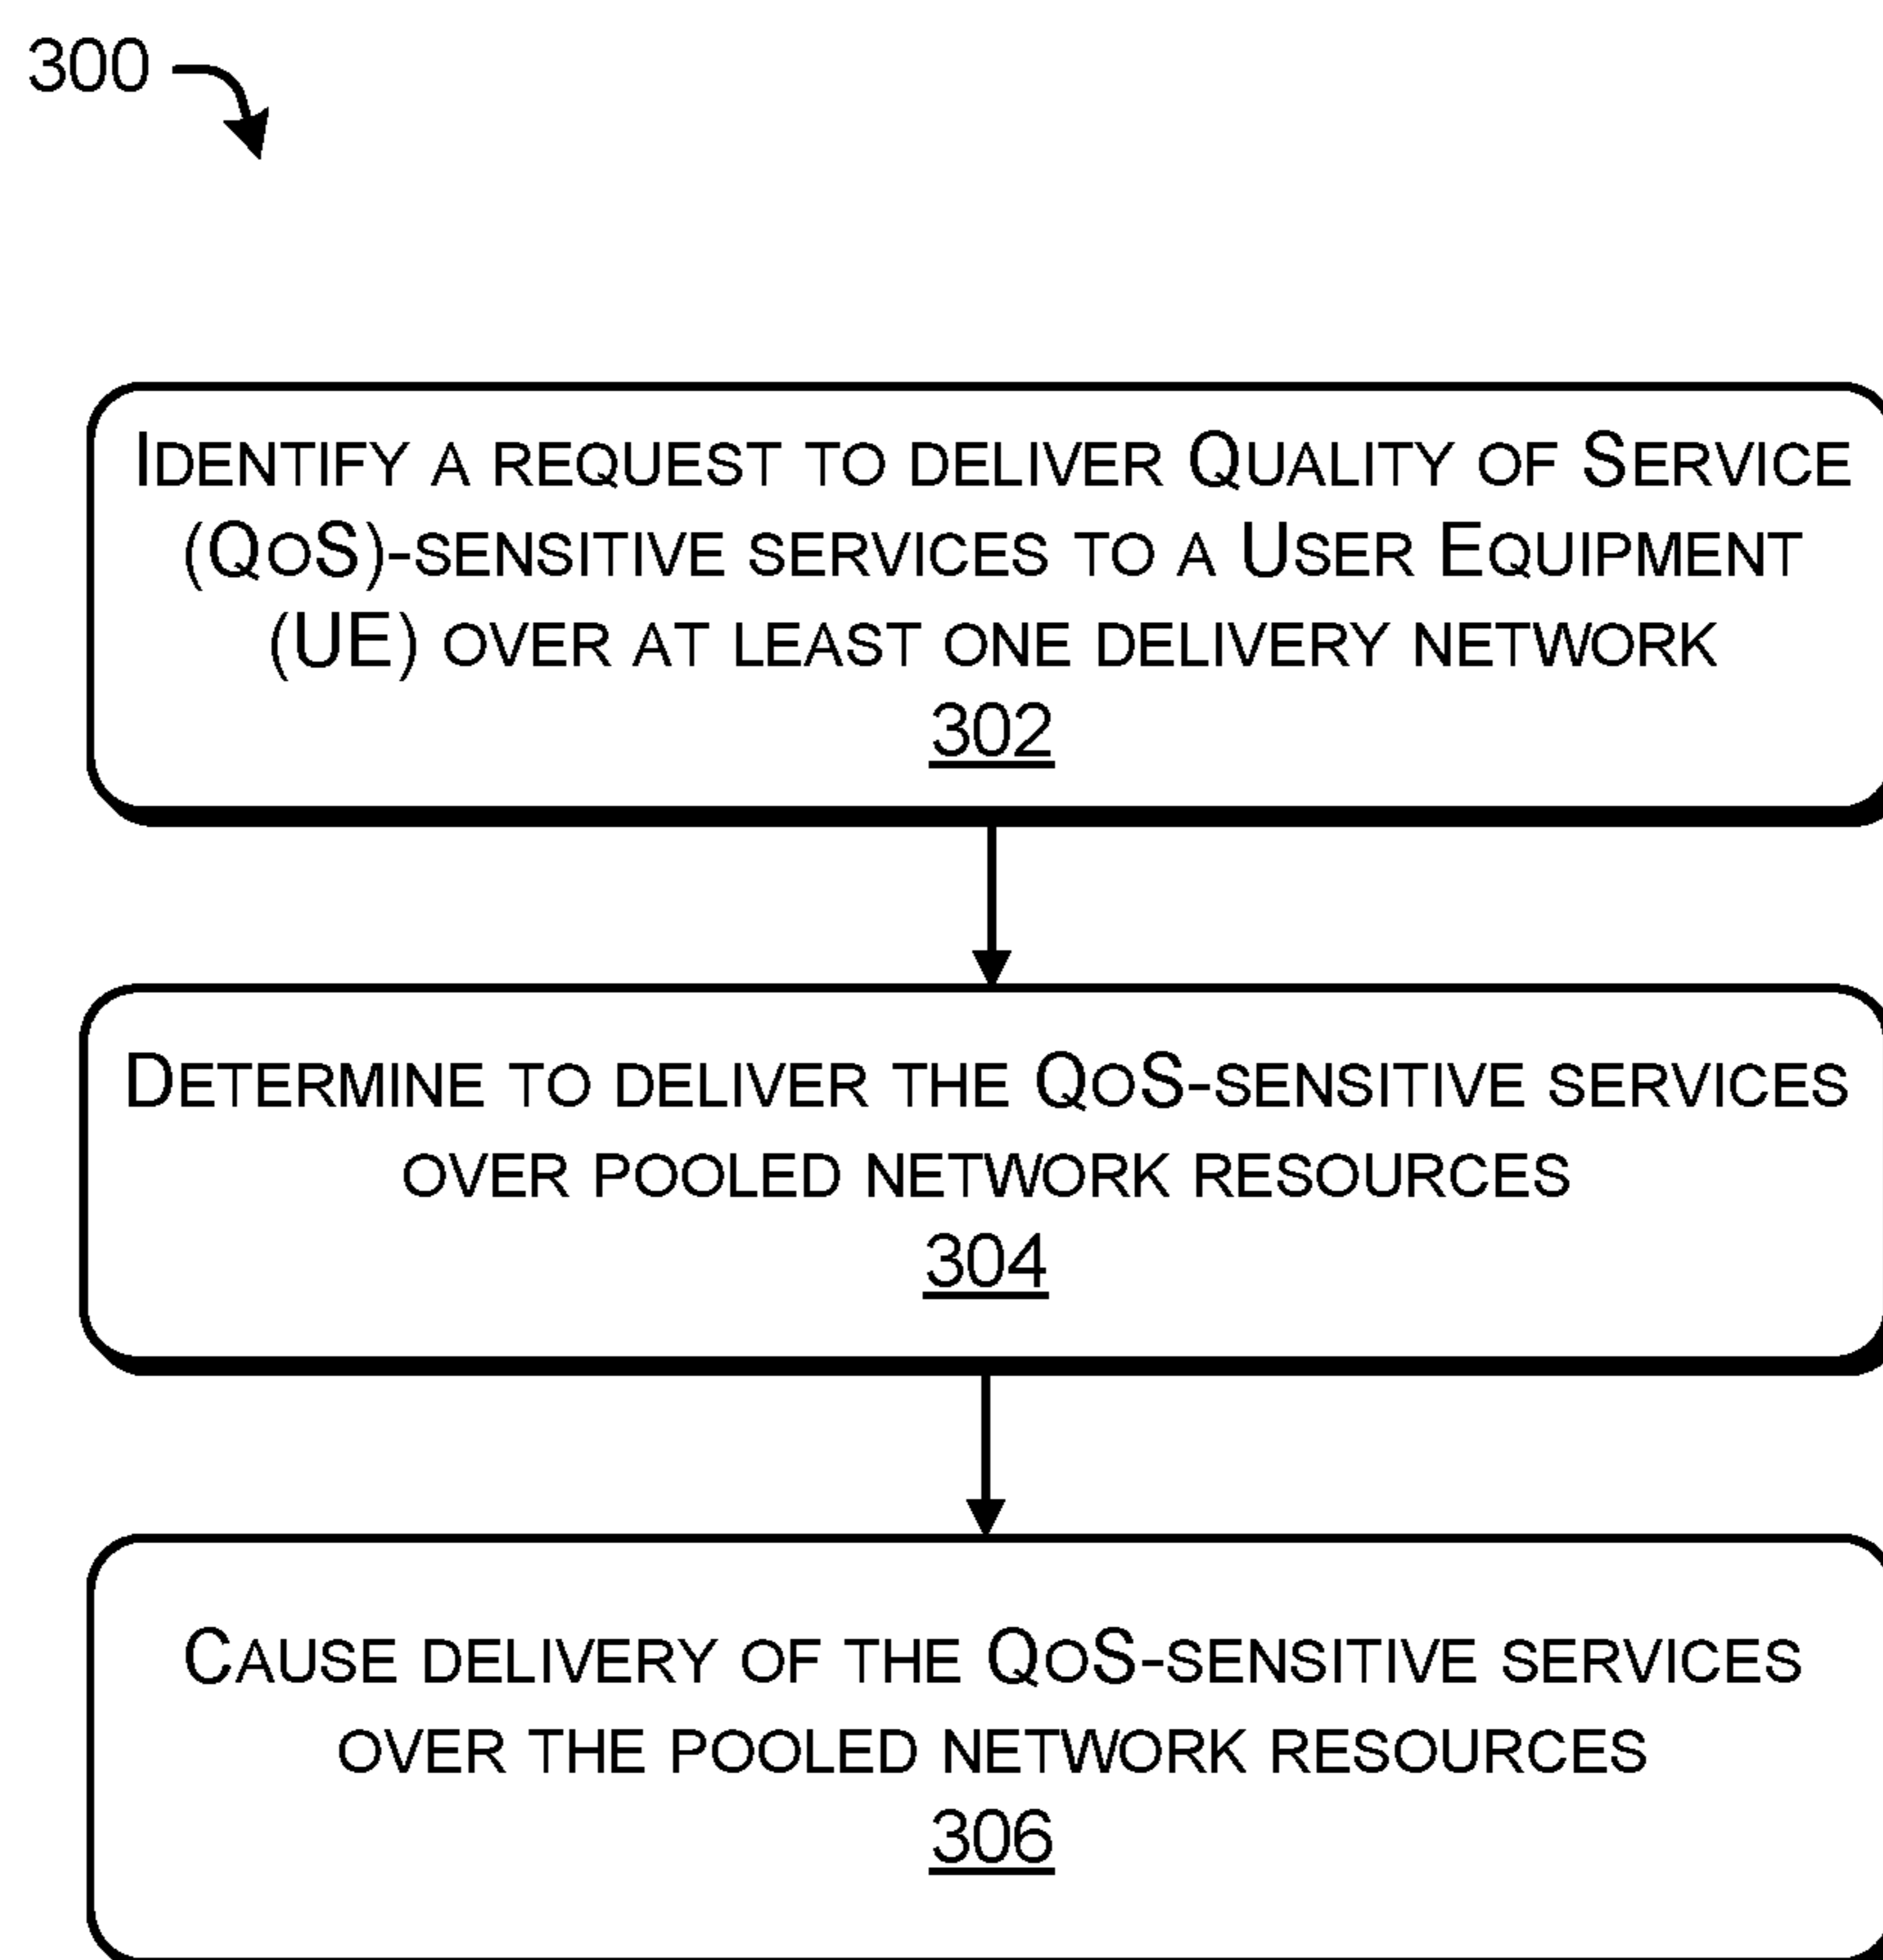 300
IDENTIFY A REQUEST TO DELIVER QUALITY OF SERVICE
(QOS)-SENSITIVE SERVICES TO A USER EQUIPMENT
(UE) OVER AT LEAST ONE DELIVERY NETWORK
302
DETERMINE TO DELIVER THE QOS-SENSITIVE SERVICES
OVER POOLED NETWORK RESOURCES
304
CAUSE DELIVERY OF THE QOS-SENSITIVE SERVICES
OVER THE POOLED NETWORK RESOURCES
306